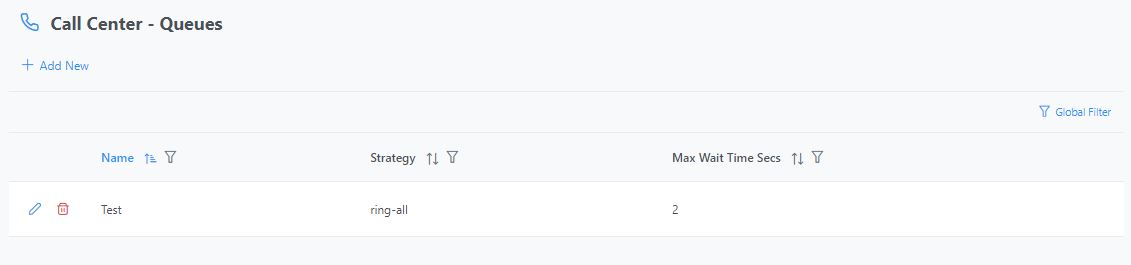 Call Center - Queues
Add New
Global Filter
Name Strategy Max Wait Time Secs
Test ring-all 2